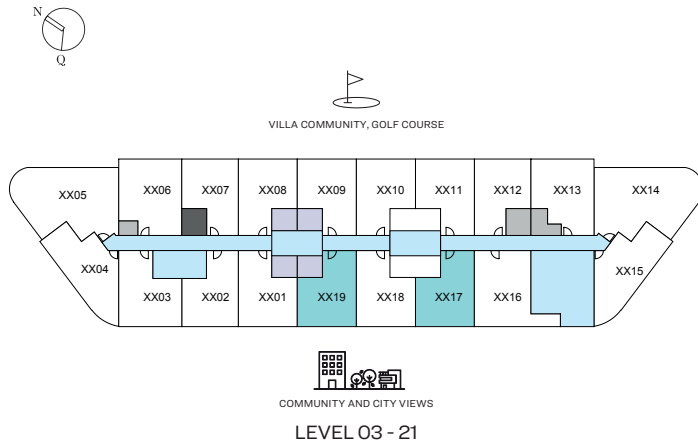 N
Q
VILLA COMMUNITY, GOLF COURSE
XX05 XX06 XX07 XX08 XX09 XX10 XX11 XX12 XX13 XX14
XX04 XX03 XX02 XX01 XX19 XX18 XX17 XX16 XX15
COMMUNITY AND CITY VIEWS
LEVEL 03 - 21